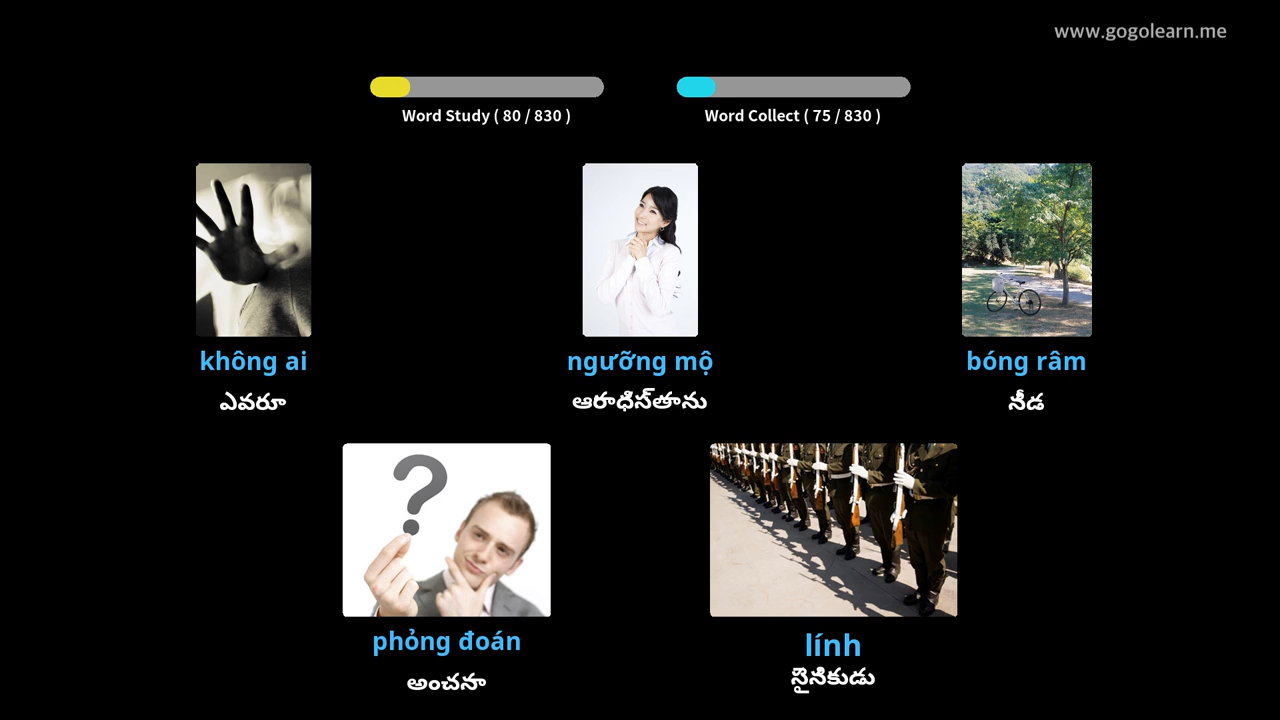 www.gogolearn.me
Word Study ( 80 / 830 )
Word Collect ( 75 / 830 )
không ai
ngưỡng mộ
bóng râm
ఎవరూ
ఆరాధిస్తాను
నీడ
phỏng đoán
lính
అంచనా
సైనికుడు